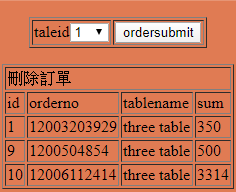 taleid 1 ordersubmit
刪除訂單
id orderno tablename sum
1 12003203929 three table 350
9 1200504854 three table 500
10 12006112414 three table 3314